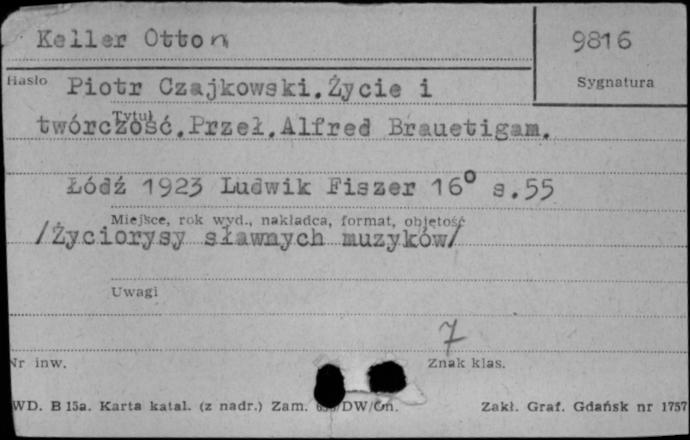 Keller Otton
9816
Hasło
Sygnatura
Piotr Czajkowski.Życie i
Tytuł
twórczość.Przeł.Alfred Brauetigam.
Łódź 1923 Ludwik Fiszer 16° s.55
Miejsce, rok wyd., nakładca, format, objętość
/Życiorysy sławnych muzyków/
Uwagi
7
Nr inw.
Znak klas.
WD. B 15a. Karta katal. (z nadr.) Zam. DW/Gn. Zakł. Graf. Gdańsk nr 1757